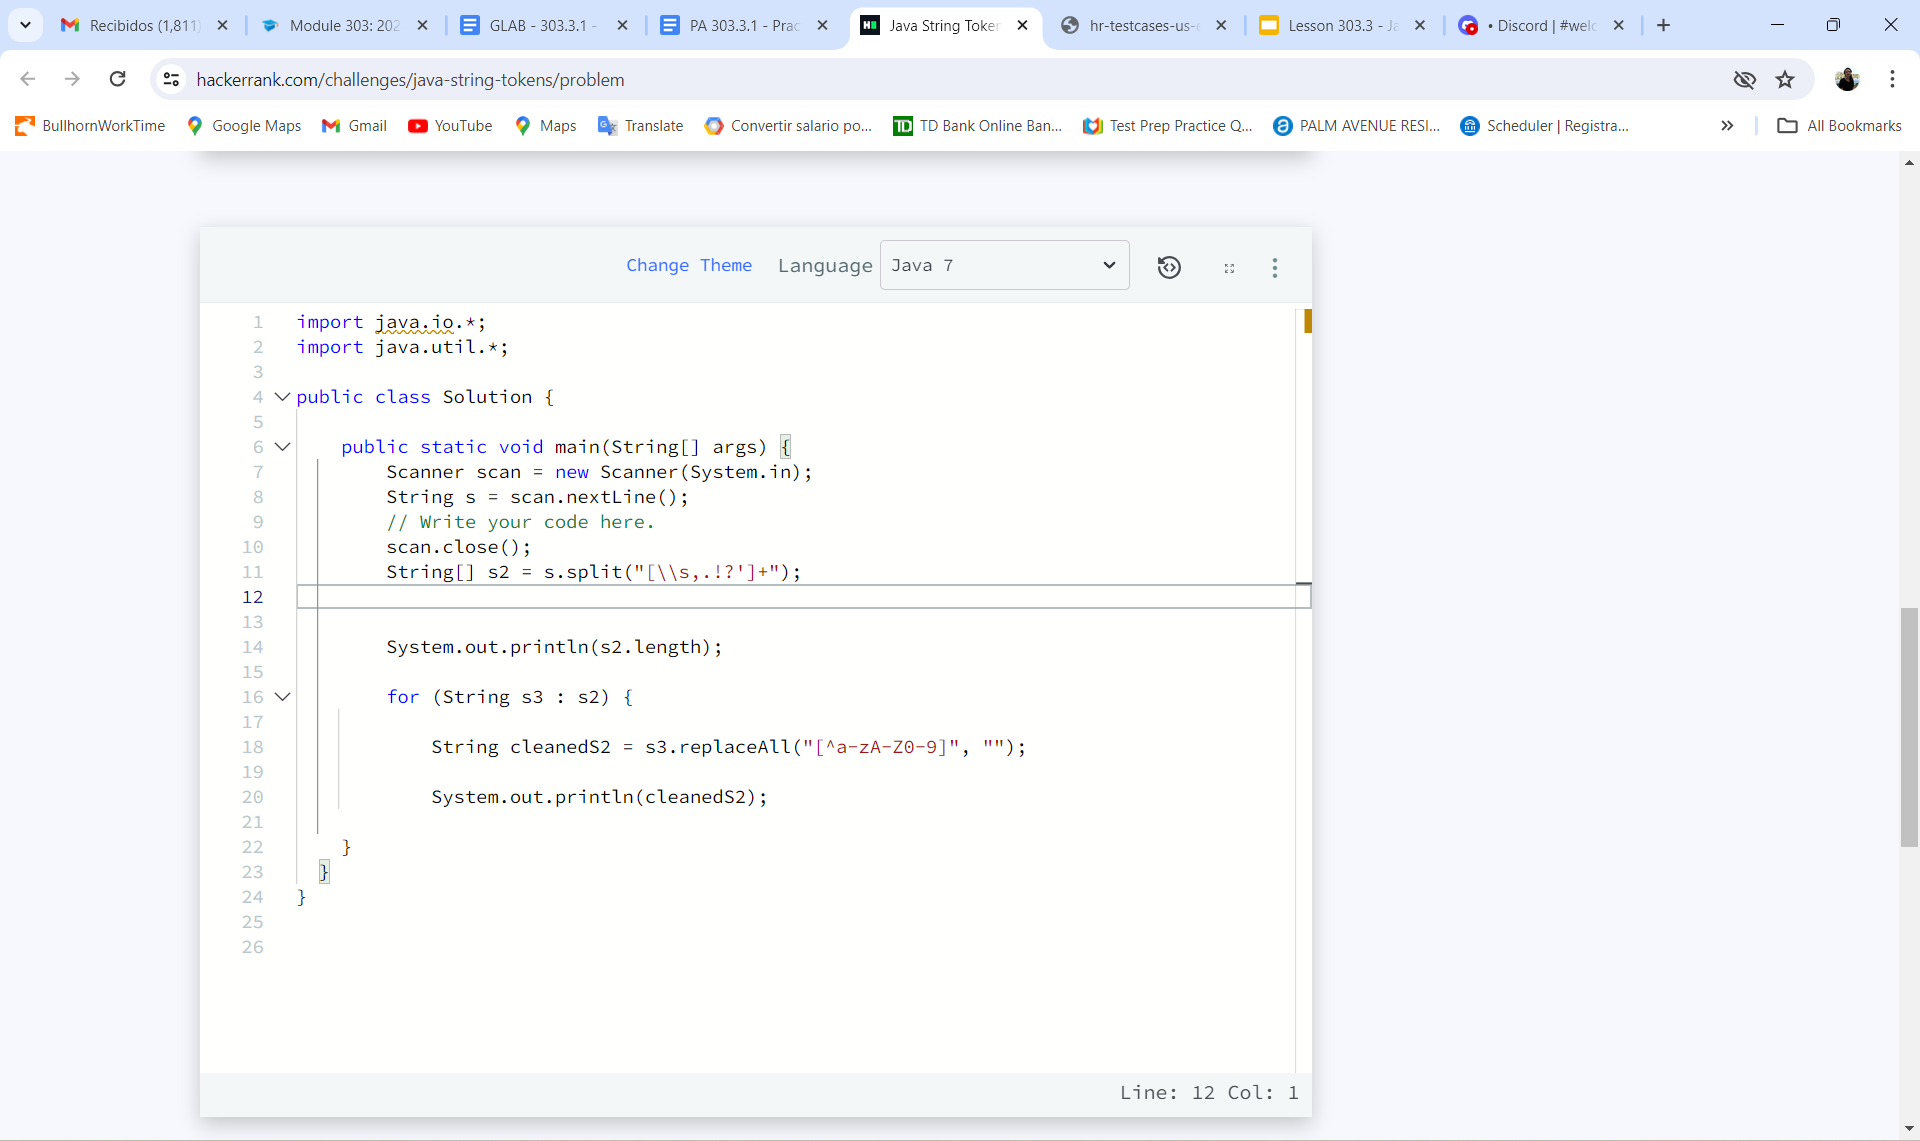 Recibidos (1,811)
Module 303: 202
GLAB - 303.3.1 -
PA 303.3.1 - Prac
Java String Token
hr-testcases-us-e
Lesson 303.3 - Ja
• Discord | #welc
hackerrank.com/challenges/java-string-tokens/problem
BullhornWorkTime
Google Maps
Gmail
YouTube
Maps
Translate
Convertir salario po...
TD Bank Online Ban...
Test Prep Practice Q...
PALM AVENUE RESI...
Scheduler | Registra...
All Bookmarks
Change Theme Language Java 7
1 import java.io.*;
2 import java.util.*;
3
4 public class Solution {
5
6 public static void main(String[] args) {
7 Scanner scan = new Scanner(System.in);
8 String s = scan.nextLine();
9 // Write your code here.
10 scan.close();
11 String[] s2 = s.split("[\\s,.!?']+");
12
13
14 System.out.println(s2.length);
15
16 for (String s3 : s2) {
17
18 String cleanedS2 = s3.replaceAll("[^a-zA-Z0-9]", "");
19
20 System.out.println(cleanedS2);
21
22 }
23 }
24 }
25
26
Line: 12 Col: 1